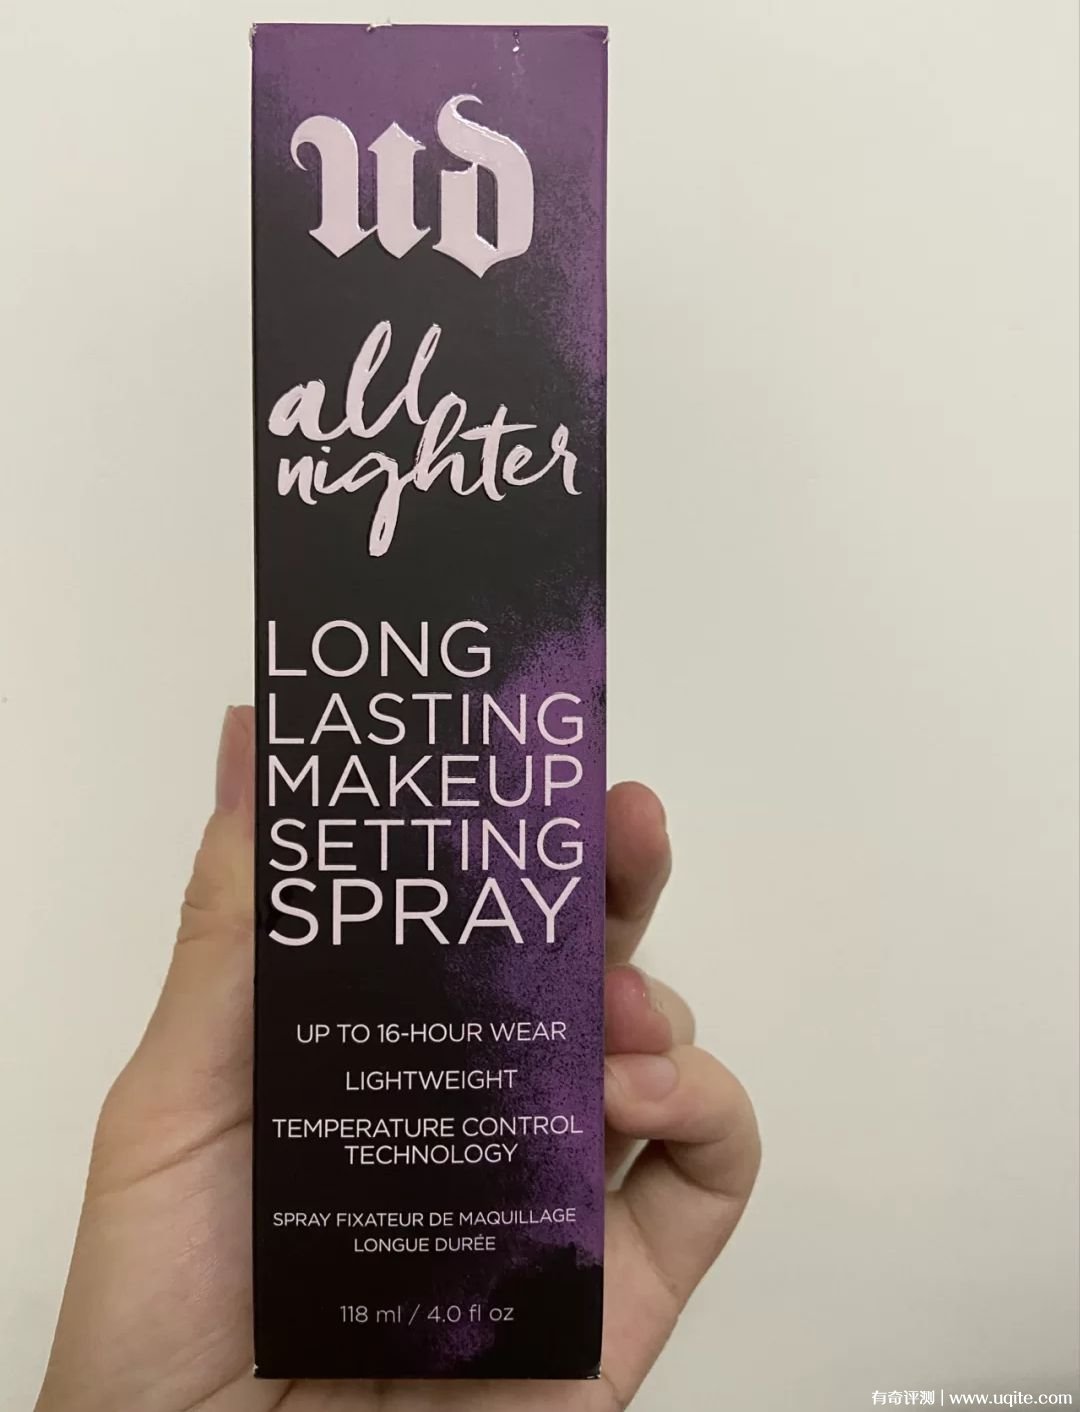 ud
all
nighter
LONG
LASTING
MAKEUP
SETTING
SPRAY
UP TO 16-HOUR WEAR
LIGHTWEIGHT
TEMPERATURE CONTROL
TECHNOLOGY
SPRAY FIXATEUR DE MAQUILLAGE
LONGUE DURÉE
118 ml / 4.0 fl oz
有奇评测 | www.uqite.com